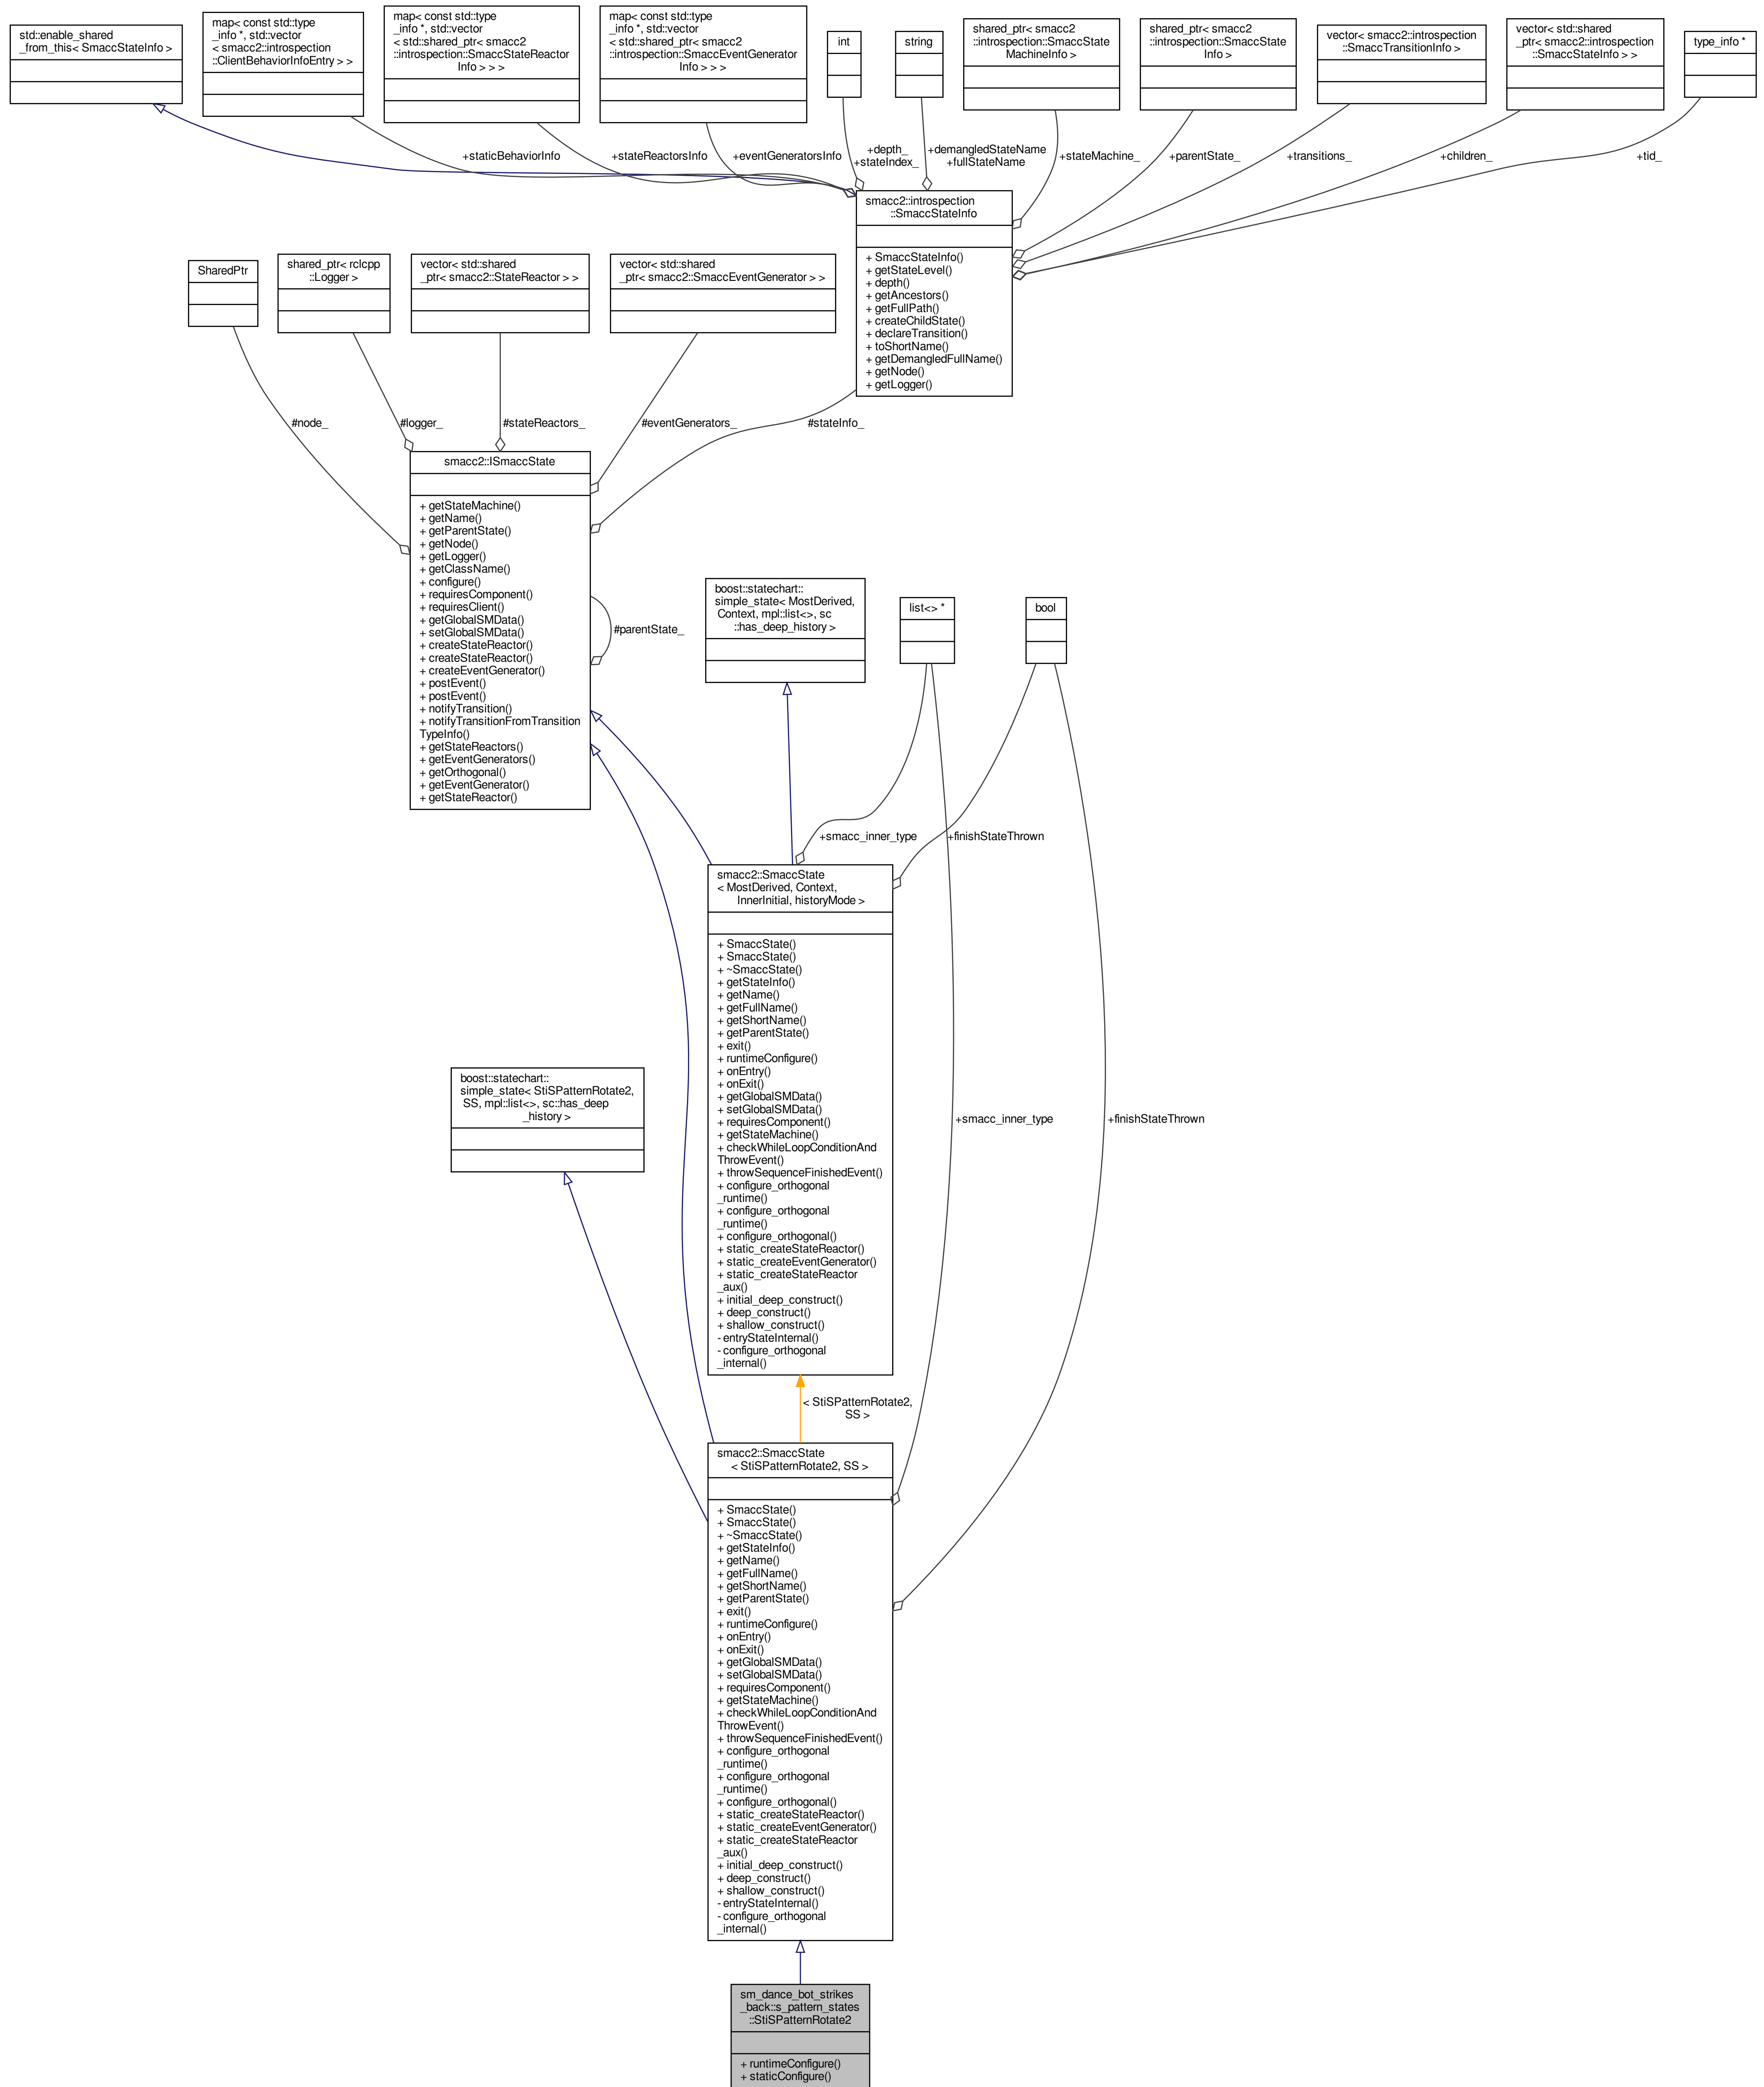 std::enable_shared
_from_this< SmaccStateInfo >
map< const std::type
_info *, std::vector
< smacc2::introspection
::ClientBehaviorInfoEntry > >
map< const std::type
_info *, std::vector
< std::shared_ptr< smacc2
::introspection::SmaccStateReactor
Info > > >
map< const std::type
_info *, std::vector
< std::shared_ptr< smacc2
::introspection::SmaccEventGenerator
Info > > >
int
string
shared_ptr< smacc2
::introspection::SmaccState
MachineInfo >
shared_ptr< smacc2
::introspection::SmaccState
Info >
vector< smacc2::introspection
::SmaccTransitionInfo >
vector< std::shared
_ptr< smacc2::introspection
::SmaccStateInfo > >
type_info *
+staticBehaviorInfo
+stateReactorsInfo
+eventGeneratorsInfo
+depth_
+stateIndex_
+demangledStateName
+fullStateName
+stateMachine_
+parentState_
+transitions_
+children_
+tid_
smacc2::introspection
::SmaccStateInfo
+ SmaccStateInfo()
+ getStateLevel()
+ depth()
+ getAncestors()
+ getFullPath()
+ createChildState()
+ declareTransition()
+ toShortName()
+ getDemangledFullName()
+ getNode()
+ getLogger()
SharedPtr
shared_ptr< rclcpp
::Logger >
vector< std::shared
_ptr< smacc2::StateReactor > >
vector< std::shared
_ptr< smacc2::SmaccEventGenerator > >
#node_
#logger_
#stateReactors_
#eventGenerators_
#stateInfo_
smacc2::ISmaccState
+ getStateMachine()
+ getName()
+ getParentState()
+ getNode()
+ getLogger()
+ getClassName()
+ configure()
+ requiresComponent()
+ requiresClient()
+ getGlobalSMData()
+ setGlobalSMData()
+ createStateReactor()
+ createStateReactor()
+ createEventGenerator()
+ postEvent()
+ postEvent()
+ notifyTransition()
+ notifyTransitionFromTransition
TypeInfo()
+ getStateReactors()
+ getEventGenerators()
+ getOrthogonal()
+ getEventGenerator()
+ getStateReactor()
#parentState_
boost::statechart::
simple_state< MostDerived,
Context, mpl::list<>, sc
::has_deep_history >
list<> *
bool
+smacc_inner_type
+finishStateThrown
smacc2::SmaccState
< MostDerived, Context,
InnerInitial, historyMode >
+ SmaccState()
+ SmaccState()
+ ~SmaccState()
+ getStateInfo()
+ getName()
+ getFullName()
+ getShortName()
+ getParentState()
+ exit()
+ runtimeConfigure()
+ onEntry()
+ onExit()
+ getGlobalSMData()
+ setGlobalSMData()
+ requiresComponent()
+ getStateMachine()
+ checkWhileLoopConditionAnd
ThrowEvent()
+ throwSequenceFinishedEvent()
+ configure_orthogonal
_runtime()
+ configure_orthogonal
_runtime()
+ configure_orthogonal()
+ static_createStateReactor()
+ static_createEventGenerator()
+ static_createStateReactor
_aux()
+ initial_deep_construct()
+ deep_construct()
+ shallow_construct()
- entryStateInternal()
- configure_orthogonal
_internal()
boost::statechart::
simple_state< StiSPatternRotate2,
SS, mpl::list<>, sc::has_deep
_history >
+smacc_inner_type
+finishStateThrown
< StiSPatternRotate2,
SS >
smacc2::SmaccState
< StiSPatternRotate2, SS >
+ SmaccState()
+ SmaccState()
+ ~SmaccState()
+ getStateInfo()
+ getName()
+ getFullName()
+ getShortName()
+ getParentState()
+ exit()
+ runtimeConfigure()
+ onEntry()
+ onExit()
+ getGlobalSMData()
+ setGlobalSMData()
+ requiresComponent()
+ getStateMachine()
+ checkWhileLoopConditionAnd
ThrowEvent()
+ throwSequenceFinishedEvent()
+ configure_orthogonal
_runtime()
+ configure_orthogonal
_runtime()
+ configure_orthogonal()
+ static_createStateReactor()
+ static_createEventGenerator()
+ static_createStateReactor
_aux()
+ initial_deep_construct()
+ deep_construct()
+ shallow_construct()
- entryStateInternal()
- configure_orthogonal
_internal()
sm_dance_bot_strikes
_back::s_pattern_states
::StiSPatternRotate2
+ runtimeConfigure()
+ staticConfigure()